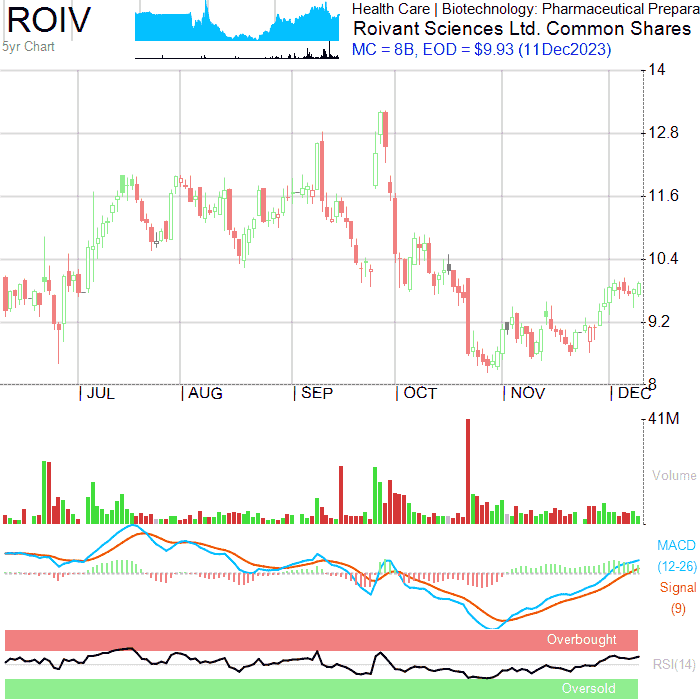 ROIV
5yr Chart
Health Care | Biotechnology: Pharmaceutical Prepara
Roivant Sciences Ltd. Common Shares
MC = 8B, EOD = $9.93 (11Dec2023)
14
12.8
11.6
10.4
9.2
8
JUL AUG SEP OCT NOV DEC
41M
Volume
MACD
(12-26)
Signal
(9)
Overbought
RSI(14)
Oversold